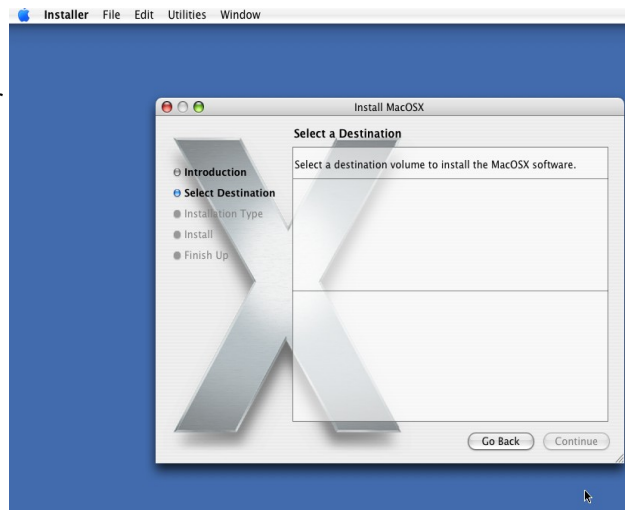 Installer File Edit Utilities Window
Install MacOSX
Select a Destination
Select a destination volume to install the MacOSX software.
Introduction
Select Destination
Installation Type
Install
Finish Up
Go Back Continue